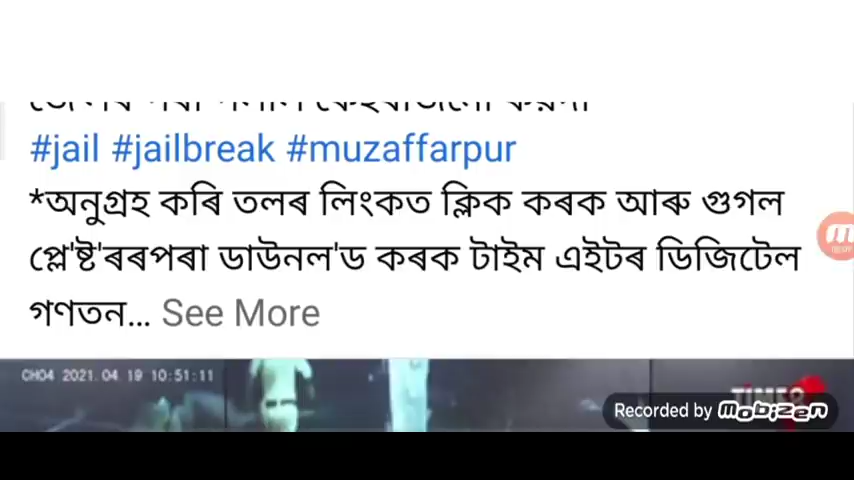 #jail #jailbreak #muzaffarpur
*অনুগ্ৰহ কৰি তলৰ লিংকত ক্লিক কৰক আৰু গুগল
প্লে'ষ্ট'ৰৰপৰা ডাউনল'ড কৰক টাইম এইটৰ ডিজিটেল
গণতন... See More
CH04 2021.04.19 10:51:11
Recorded by MOBIZEN